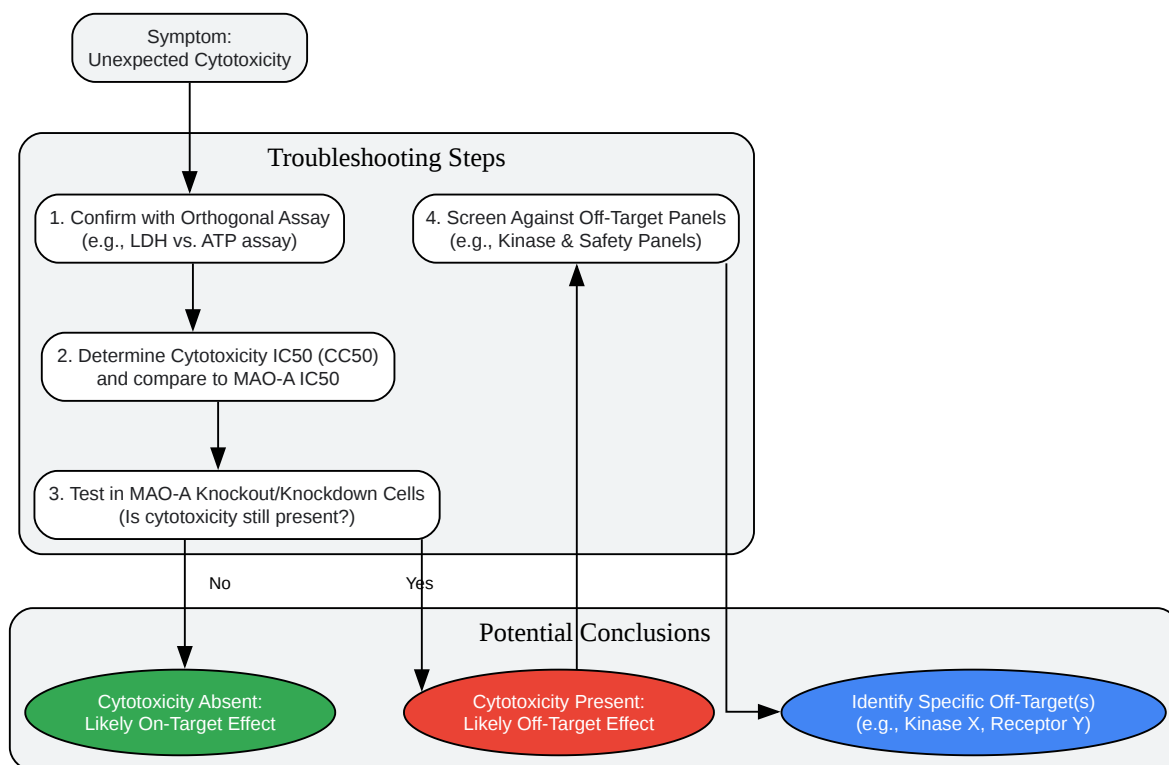 Symptom:
Unexpected Cytotoxicity
Troubleshooting Steps
1. Confirm with Orthogonal Assay
(e.g., LDH vs. ATP assay)
4. Screen Against Off-Target Panels
(e.g., Kinase & Safety Panels)
2. Determine Cytotoxicity IC50 (CC50)
and compare to MAO-A IC50
3. Test in MAO-A Knockout/Knockdown Cells
(Is cytotoxicity still present?)
No
Yes
Potential Conclusions
Cytotoxicity Absent:
Likely On-Target Effect
Cytotoxicity Present:
Likely Off-Target Effect
Identify Specific Off-Target(s)
(e.g., Kinase X, Receptor Y)